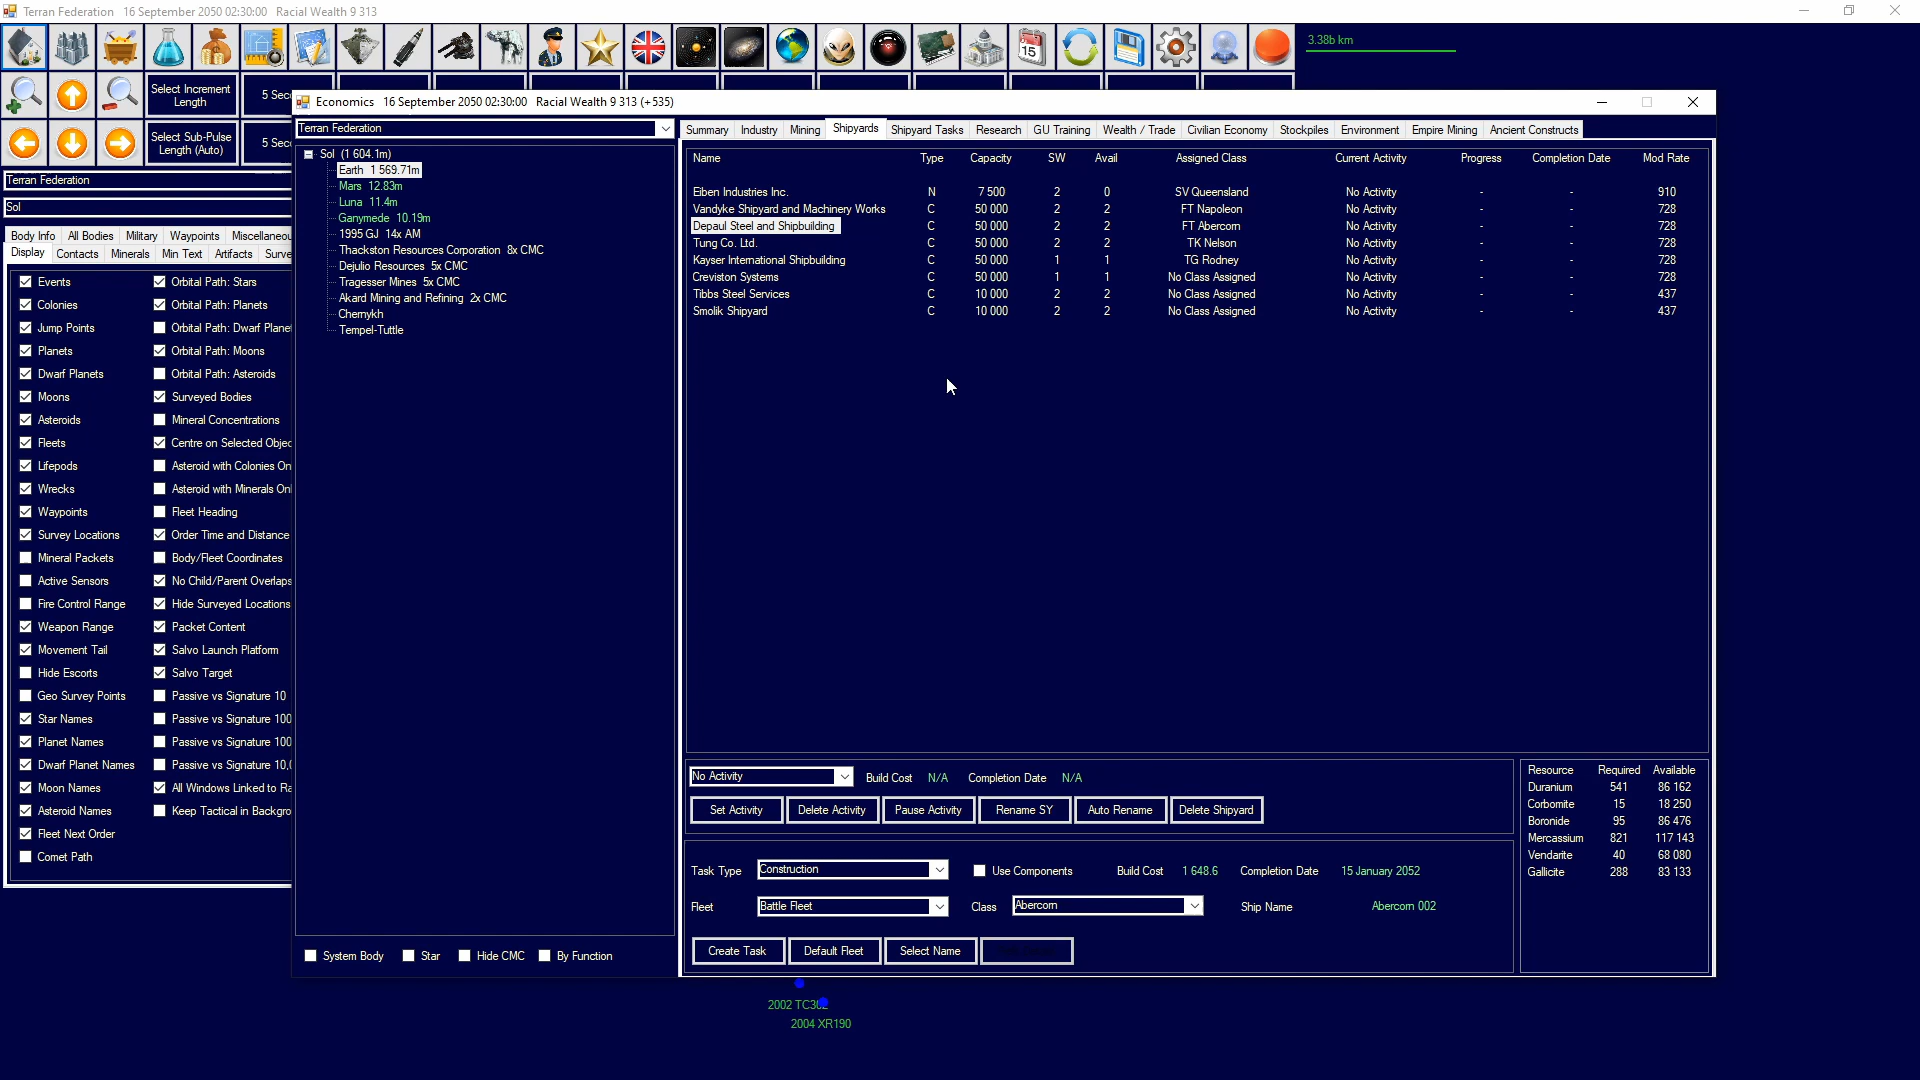 Terran Federation   16 September 2050 02:30:00   Racial Wealth 9 313
3.38b km
Select Increment Length
5 Sec
Select Sub-Pulse Length (Auto)
5 Sec
Terran Federation
Sol
Body Info   All Bodies   Military   Waypoints   Miscellaneou
Display   Contacts   Minerals   Min Text   Artifacts   Surve
Events   Orbital Path: Stars
Colonies   Orbital Path: Planets
Jump Points   Orbital Path: Dwarf Planet
Planets   Orbital Path: Moons
Dwarf Planets   Orbital Path: Asteroids
Moons   Surveyed Bodies
Asteroids   Mineral Concentrations
Fleets   Centre on Selected Objec
Lifepods   Asteroid with Colonies On
Wrecks   Asteroid with Minerals Onl
Waypoints   Fleet Heading
Survey Locations   Order Time and Distance
Mineral Packets   Body/Fleet Coordinates
Active Sensors   No Child/Parent Overlaps
Fire Control Range   Hide Surveyed Locations
Weapon Range   Packet Content
Movement Tail   Salvo Launch Platform
Hide Escorts   Salvo Target
Geo Survey Points   Passive vs Signature 10
Star Names   Passive vs Signature 100
Planet Names   Passive vs Signature 100
Dwarf Planet Names   Passive vs Signature 10,0
Moon Names   All Windows Linked to Ra
Asteroid Names   Keep Tactical in Backgro
Fleet Next Order
Comet Path
Economics   16 September 2050 02:30:00   Racial Wealth 9 313 (+535)
Terran Federation
Sol (1 604.1m)
Earth 1 569.71m
Mars 12.83m
Luna 11.4m
Ganymede 10.19m
1995 GJ 14x AM
Thackston Resources Corporation 8x CMC
Dejulio Resources 5x CMC
Tragesser Mines 5x CMC
Akard Mining and Refining 2x CMC
Chernykh
Tempel-Tuttle
System Body   Star   Hide CMC   By Function
Summary   Industry   Mining   Shipyards   Shipyard Tasks   Research   GU Training   Wealth / Trade   Civilian Economy   Stockpiles   Environment   Empire Mining   Ancient Constructs
Name   Type   Capacity   SW   Avail   Assigned Class   Current Activity   Progress   Completion Date   Mod Rate
Eiben Industries Inc.   N   7 500   2   0   SV Queensland   No Activity   -   -   910
Vandyke Shipyard and Machinery Works   C   50 000   2   2   FT Napoleon   No Activity   -   -   728
Depaul Steel and Shipbuilding   C   50 000   2   2   FT Abercorn   No Activity   -   -   728
Tung Co. Ltd.   C   50 000   2   2   TK Nelson   No Activity   -   -   728
Kayser International Shipbuilding   C   50 000   1   1   TG Rodney   No Activity   -   -   728
Creviston Systems   C   50 000   1   1   No Class Assigned   No Activity   -   -   728
Tibbs Steel Services   C   10 000   2   2   No Class Assigned   No Activity   -   -   437
Smolik Shipyard   C   10 000   2   2   No Class Assigned   No Activity   -   -   437
No Activity   Build Cost   N/A   Completion Date   N/A
Set Activity   Delete Activity   Pause Activity   Rename SY   Auto Rename   Delete Shipyard
Task Type   Construction   Use Components   Build Cost   1 648.6   Completion Date   15 January 2052
Fleet   Battle Fleet   Class   Abercorn   Ship Name   Abercorn 002
Create Task   Default Fleet   Select Name
Resource   Required   Available
Duranium   541   86 162
Corbomite   15   18 250
Boronide   95   86 476
Mercassium   821   117 143
Vendarite   40   68 080
Gallicite   288   83 133
2002 TC302
2004 XR190